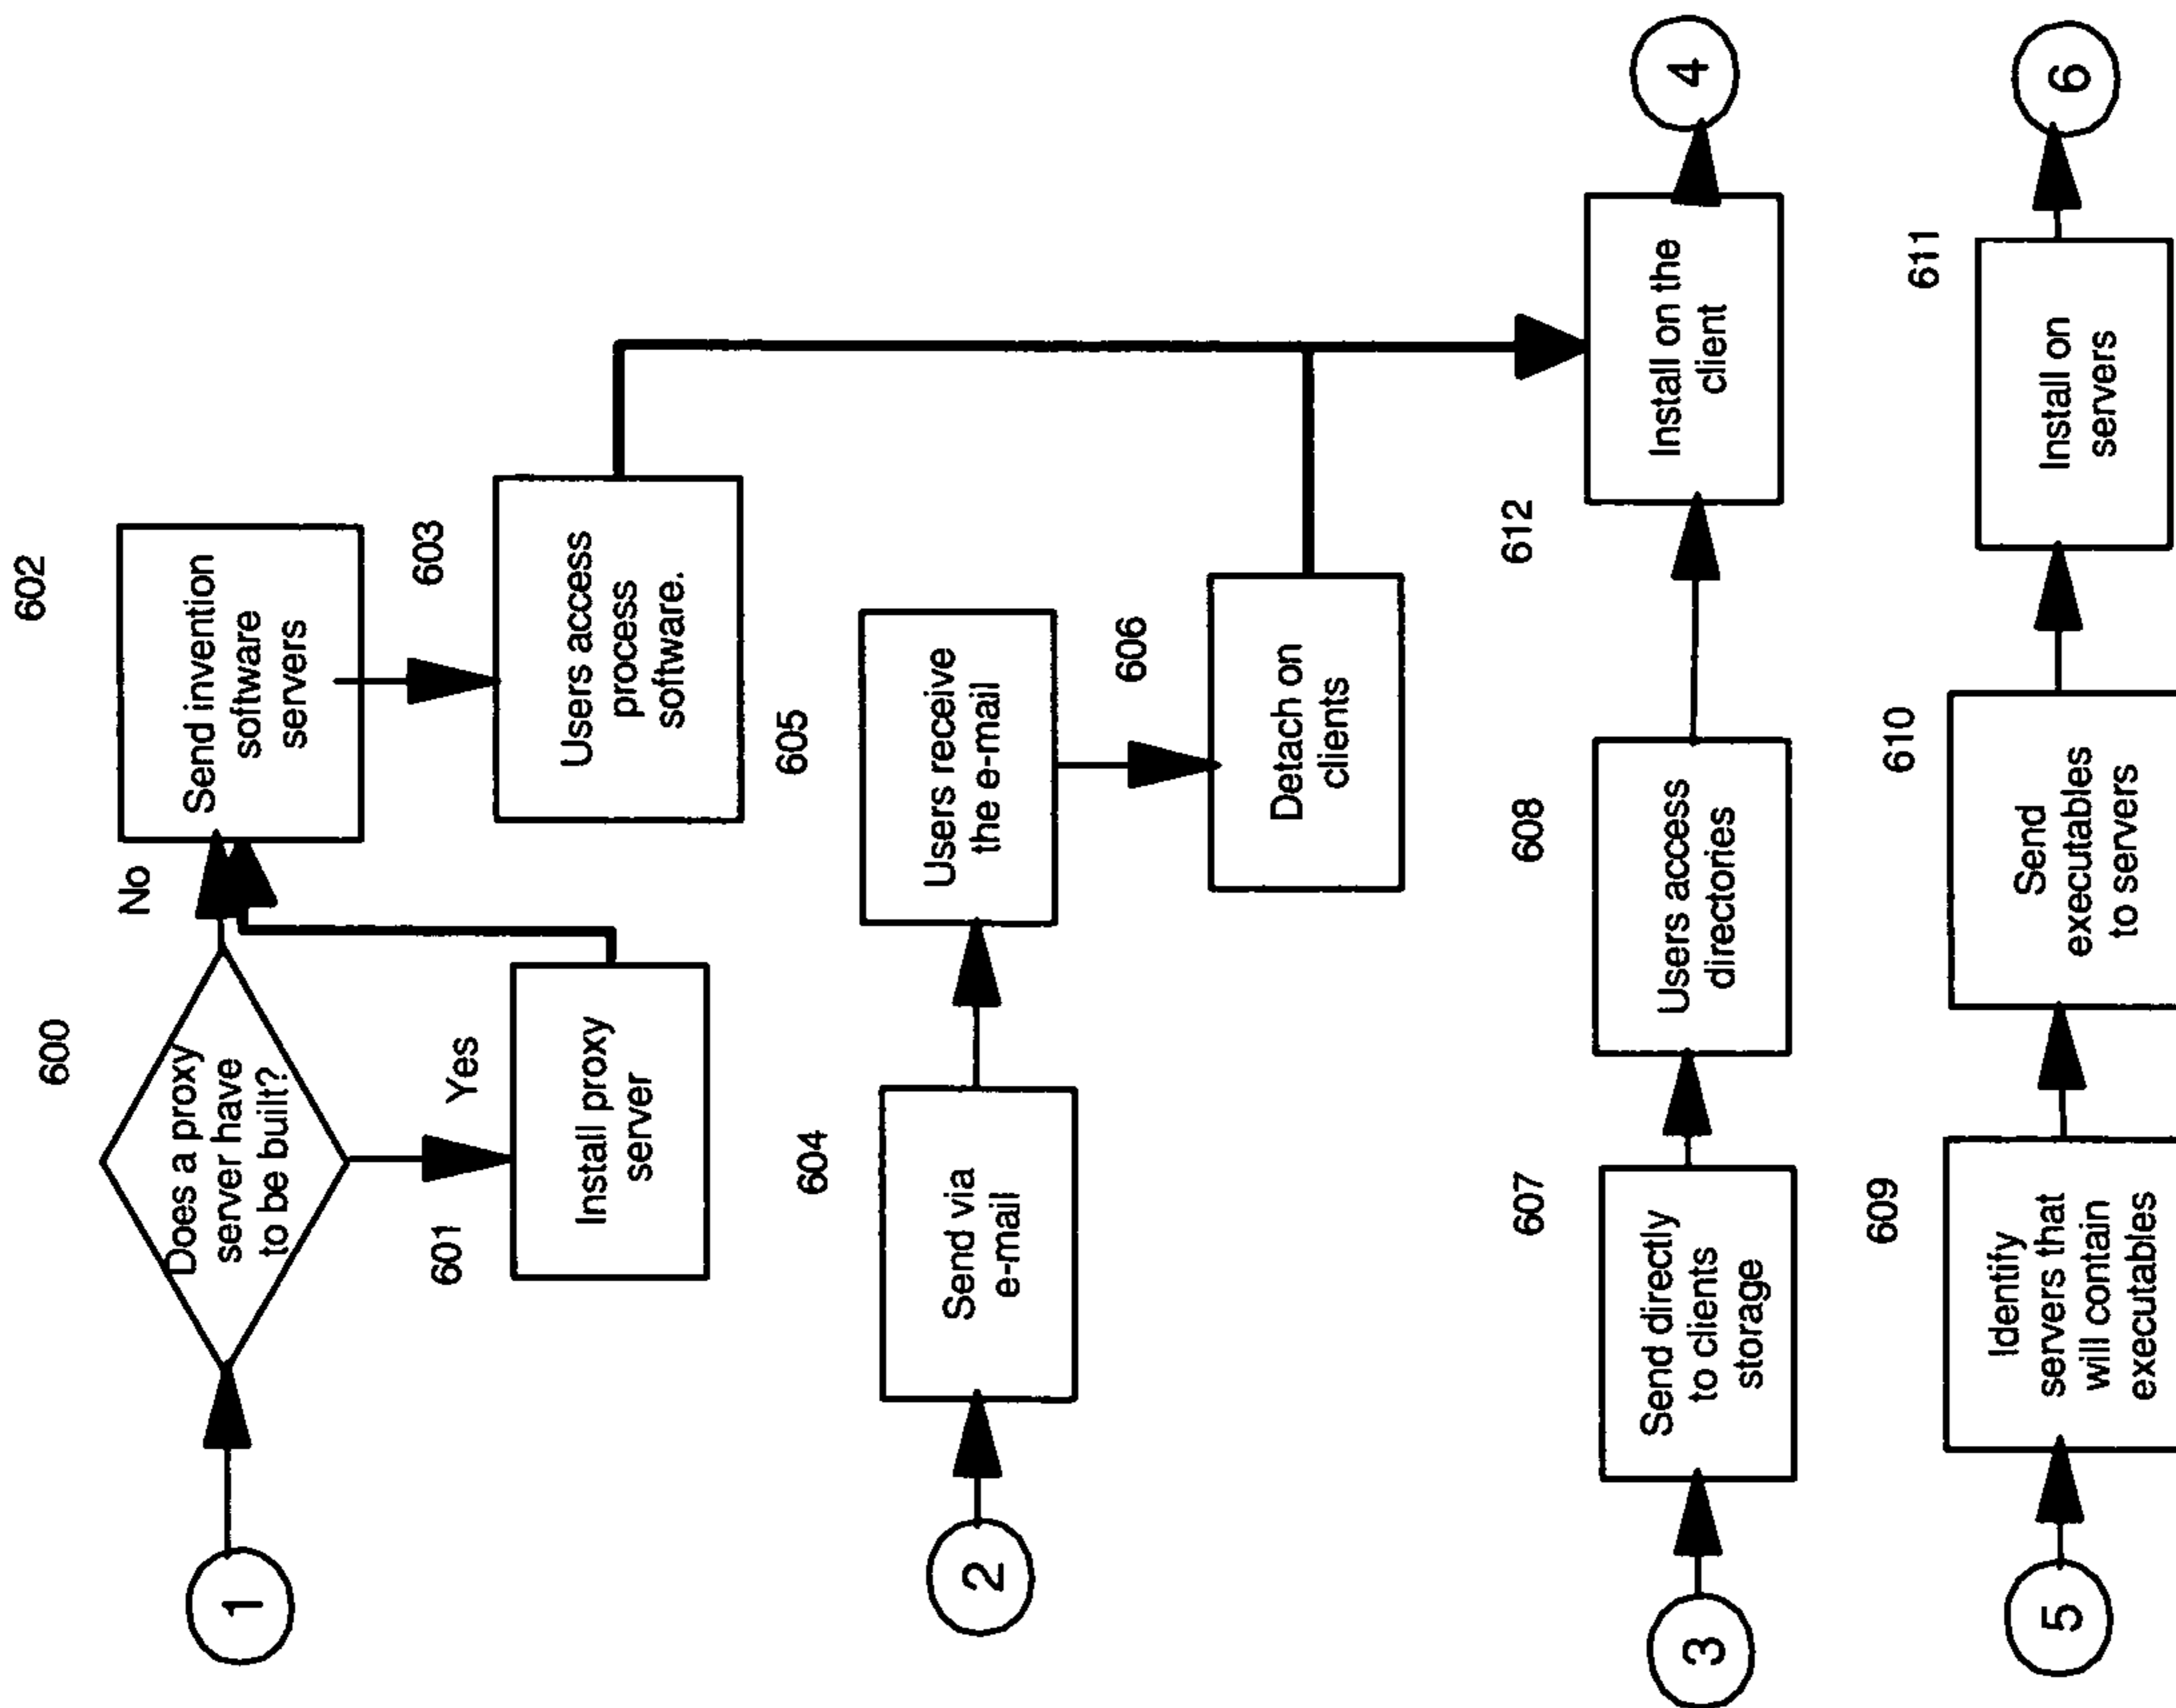 600
602
1
Does a proxy
server have
to be built?
No
Send invention
software
servers
601
Yes
603
Install proxy
server
Users access
process
software.
604
605
2
Send via
e-mail
Users receive
the e-mail
606
Detach on
clients
607
608
612
3
Send directly
to clients
storage
Users access
directories
Install on the
client
4
609
610
611
5
Identify
servers that
will contain
executables
Send
executables
to servers
Install on
servers
6